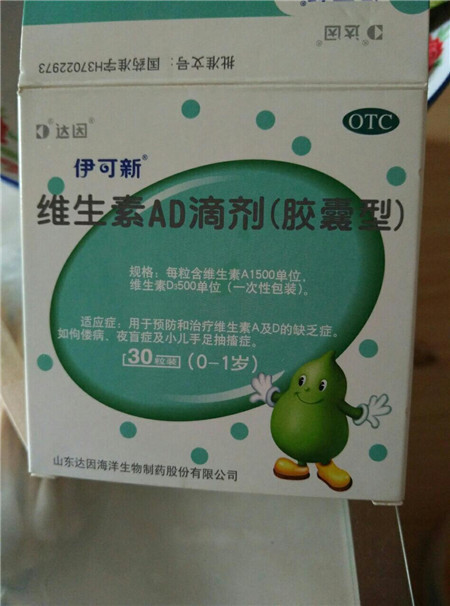 批准文号：国药准字H37022973
达因®
达因®
OTC
伊可新®
维生素AD滴剂(胶囊型)
规格：每粒含维生素A1500单位，
维生素D₃500单位（一次性包装）。
适应症：用于预防和治疗维生素A及D的缺乏症。
如佝偻病、夜盲症及小儿手足抽搐症。
30粒装 (0-1岁)
山东达因海洋生物制药股份有限公司